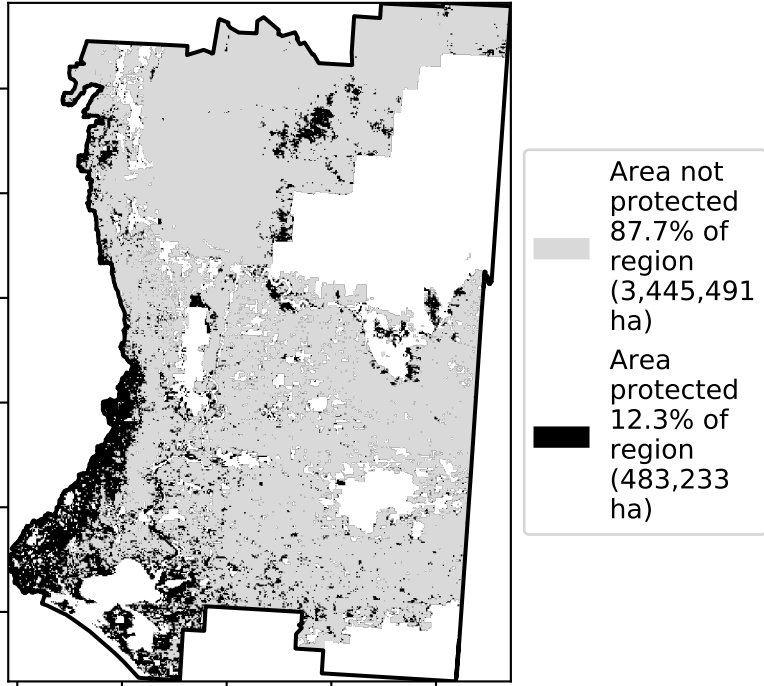 Area not
protected
87.7% of
region
(3,445,491
ha)
Area
protected
12.3% of
region
(483,233
ha)